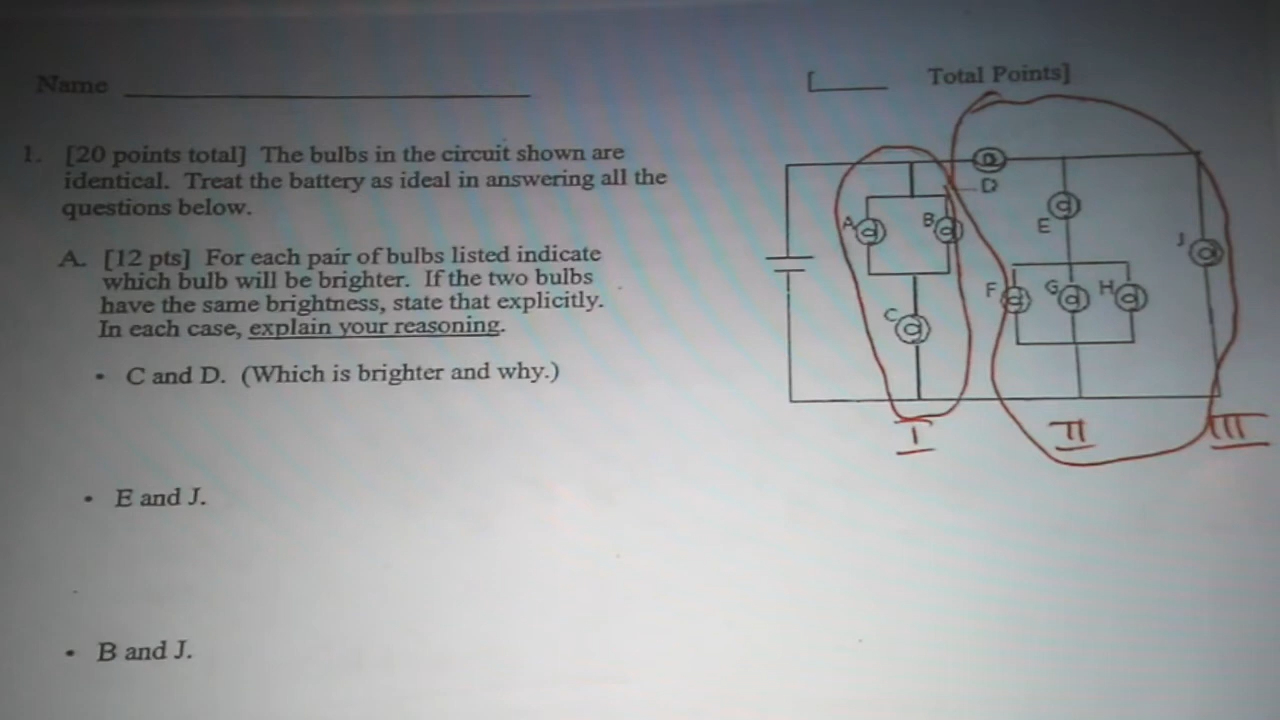 Name
[ Total Points]
1. [20 points total] The bulbs in the circuit shown are
identical. Treat the battery as ideal in answering all the
questions below.
A. [12 pts] For each pair of bulbs listed indicate
which bulb will be brighter. If the two bulbs
have the same brightness, state that explicitly.
In each case, explain your reasoning.
• C and D. (Which is brighter and why.)
• E and J.
• B and J.
D
A
B
E
J
F
G
H
C
I
II
III